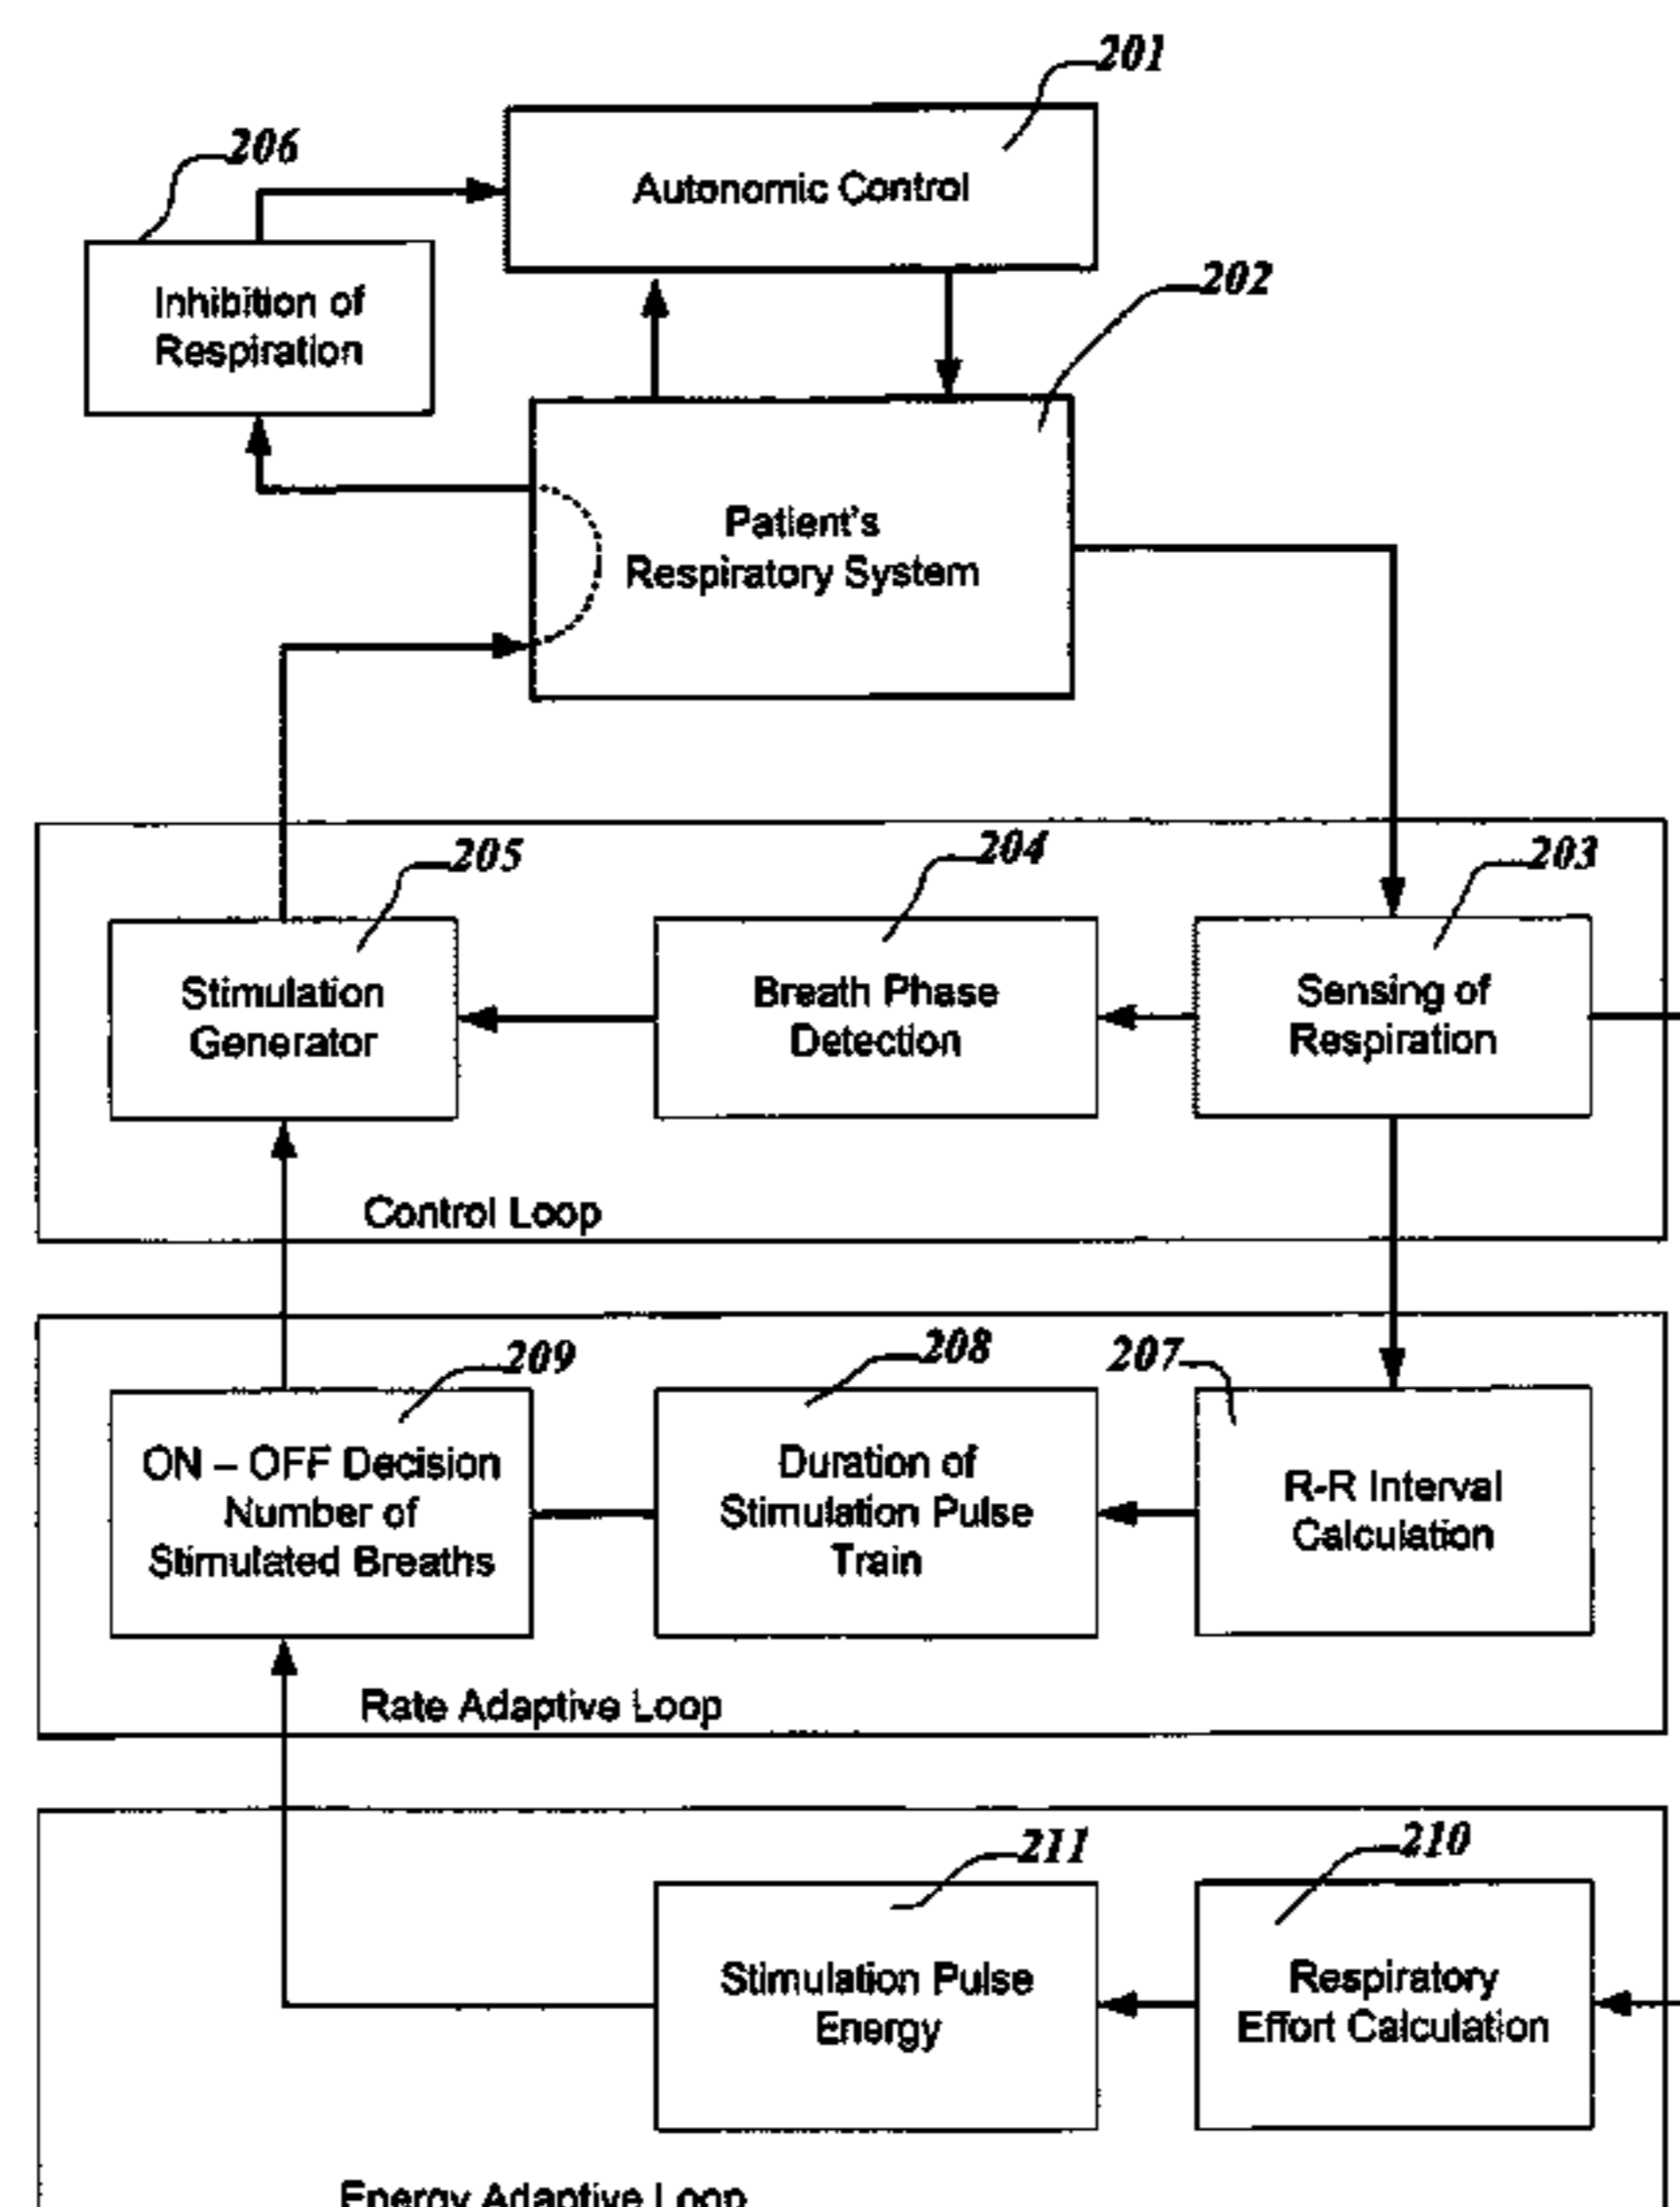 201
206
Autonomic Control
202
Inhibition of
Respiration
Patient's
Respiratory System
205
204
203
Stimulation
Generator
Breath Phase
Detection
Sensing of
Respiration
Control Loop
209
208
207
ON – OFF Decision
Number of
Stimulated Breaths
Duration of
Stimulation Pulse
Train
R-R Interval
Calculation
Rate Adaptive Loop
211
210
Stimulation Pulse
Energy
Respiratory
Effort Calculation
Energy Adaptive Loop